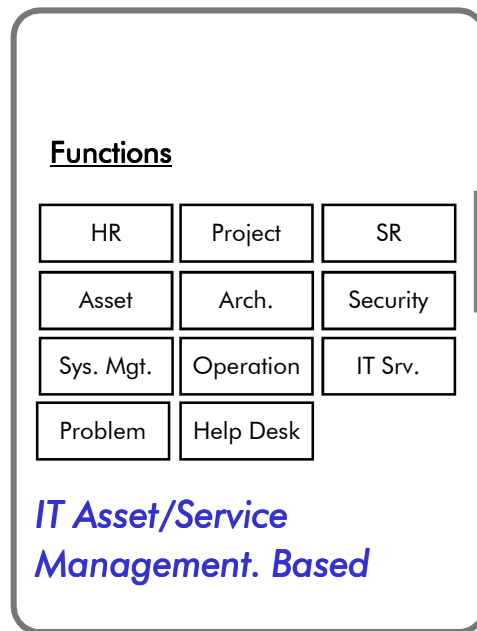 Functions
HR Project SR
Asset Arch. Security
Sys. Mgt. Operation IT Srv.
Problem Help Desk
IT Asset/Service
Management. Based